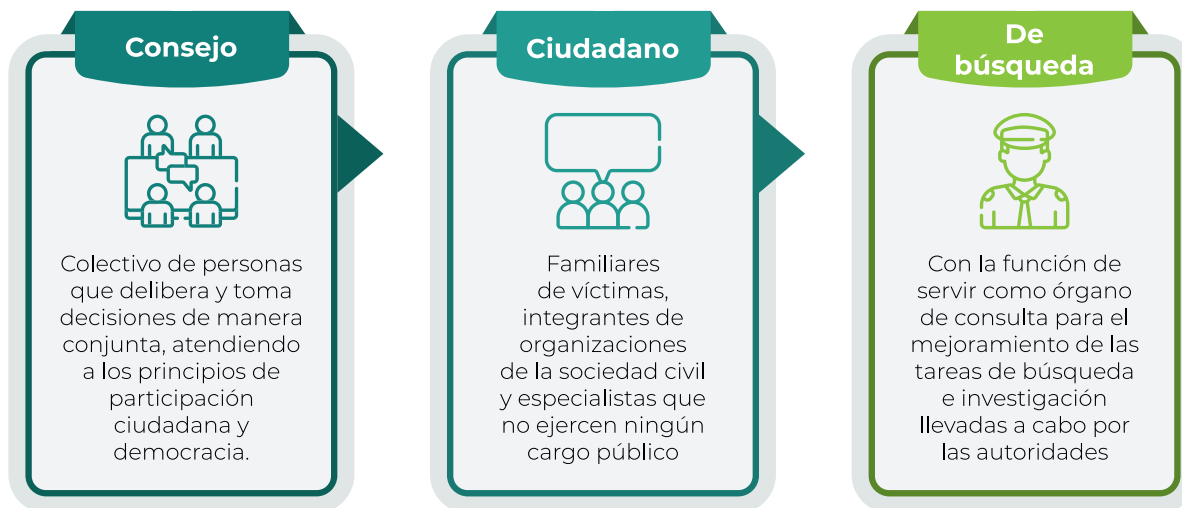 Consejo
Colectivo de personas
que delibera y toma
decisiones de manera
conjunta, atendiendo
a los principios de
participación
ciudadana y
democracia.
Ciudadano
Familiares
de víctimas,
integrantes de
organizaciones
de la sociedad civil
y especialistas que
no ejercen ningún
cargo público
De
búsqueda
Con la función de
servir como órgano
de consulta para el
mejoramiento de las
tareas de búsqueda
e investigación
llevadas a cabo por
las autoridades